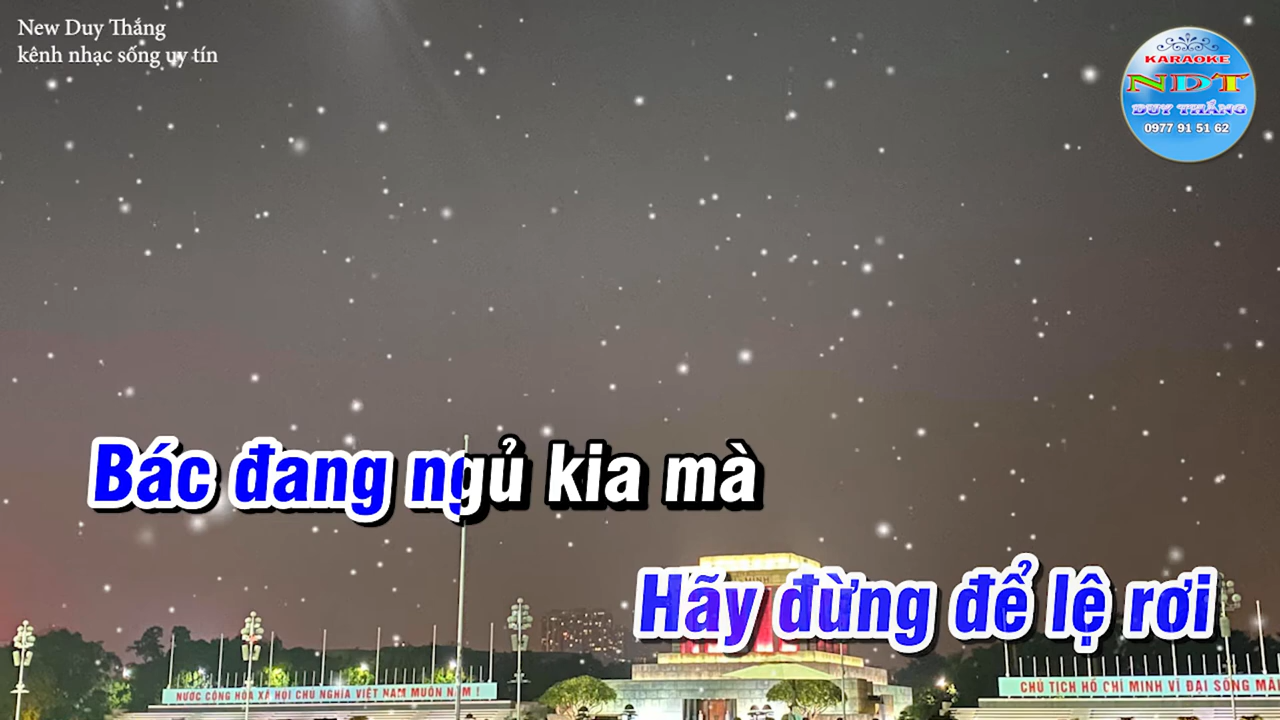 New Duy Thắng
kênh nhạc sống uy tín
KARAOKE
NDT
DUY THẮNG
0977 91 51 62
Bác đang ngủ kia mà
Hãy đừng để lệ rơi
MINH
NƯỚC CỘNG HÒA XÃ HỘI CHỦ NGHĨA VIỆT NAM MUÔN NĂM !
CHỦ TỊCH HỒ CHÍ MINH VĨ ĐẠI SỐNG MÃI